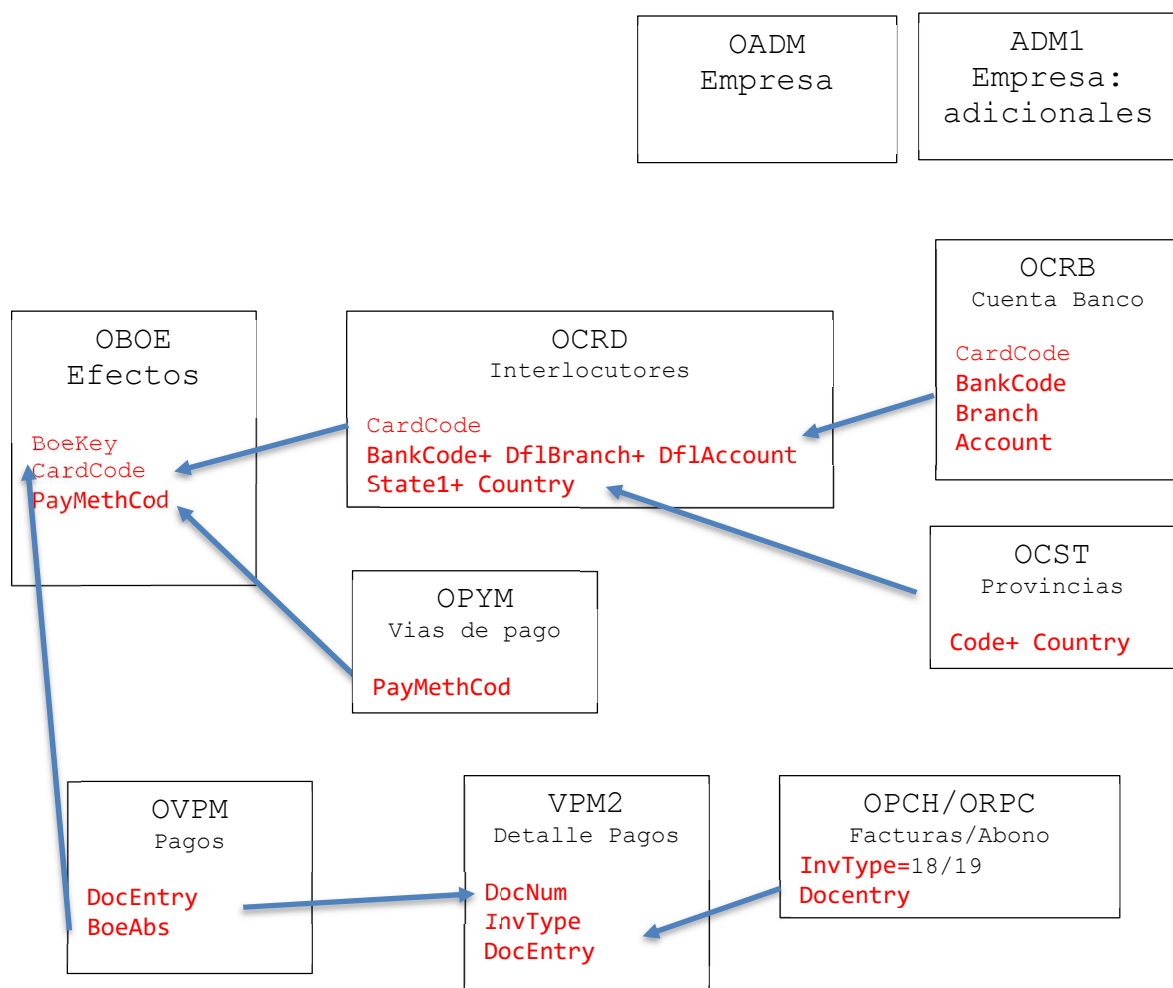 OADM
Empresa
ADM1
Empresa:
adicionales
OCRB
Cuenta Banco
CardCode
BankCode
Branch
Account
OBOE
Efectos
BoeKey
CardCode
PayMethCod
OCRD
Interlocutores
CardCode
BankCode+ DflBranch+ DflAccount
State1+ Country
OCST
Provincias
Code+ Country
OPYM
Vias de pago
PayMethCod
OVPM
Pagos
DocEntry
BoeAbs
VPM2
Detalle Pagos
DocNum
InvType
DocEntry
OPCH/ORPC
Facturas/Abono
InvType=18/19
Docentry